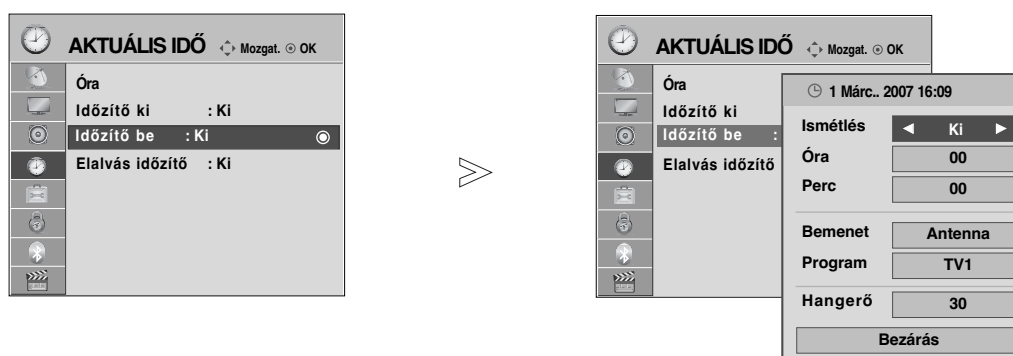 AKTUÁLIS IDŐ Mozgat. OK
Óra
Időzítő ki : Ki
Időzítő be : Ki
Elalvás időzítő : Ki
AKTUÁLIS IDŐ Mozgat. OK
Óra
Időzítő ki
Időzítő be :
Elalvás időzítő
1 Márc.. 2007 16:09
Ismétlés ◄ Ki ►
Óra 00
Perc 00
Bemenet Antenna
Program TV1
Hangerő 30
Bezárás